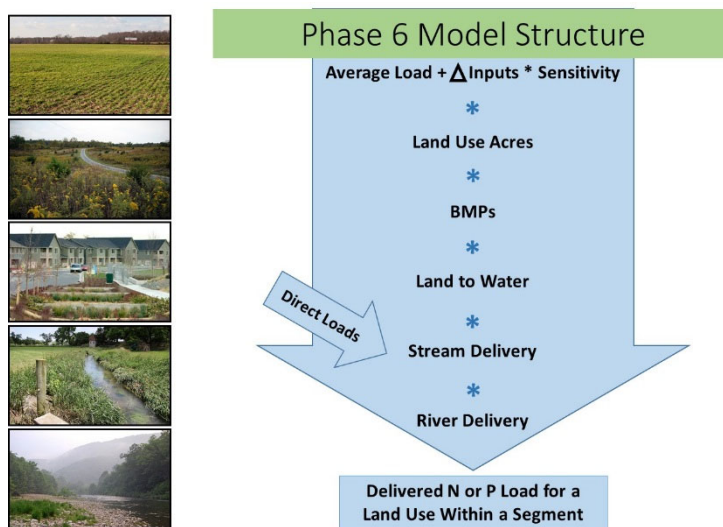 Phase 6 Model Structure
Average Load + Δ Inputs * Sensitivity
*
Land Use Acres
*
BMPs
*
Land to Water
*
Direct Loads
Stream Delivery
*
River Delivery
Delivered N or P Load for a
Land Use Within a Segment